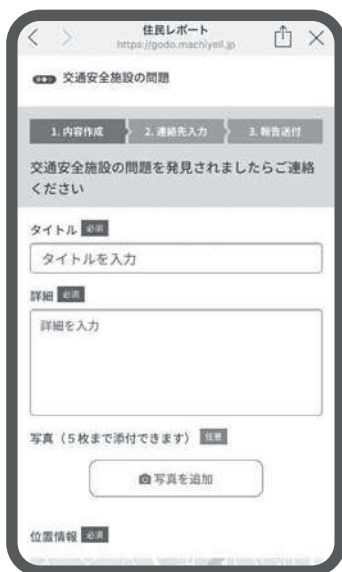 住民レポート
https://godo.machiyell.jp
交通安全施設の問題
1. 内容作成 2. 連絡先入力 3. 報告送付
交通安全施設の問題を発見されましたらご連絡
ください
タイトル 必須
タイトルを入力
詳細 必須
詳細を入力
写真（5枚まで添付できます） 任意
写真を追加
位置情報 必須